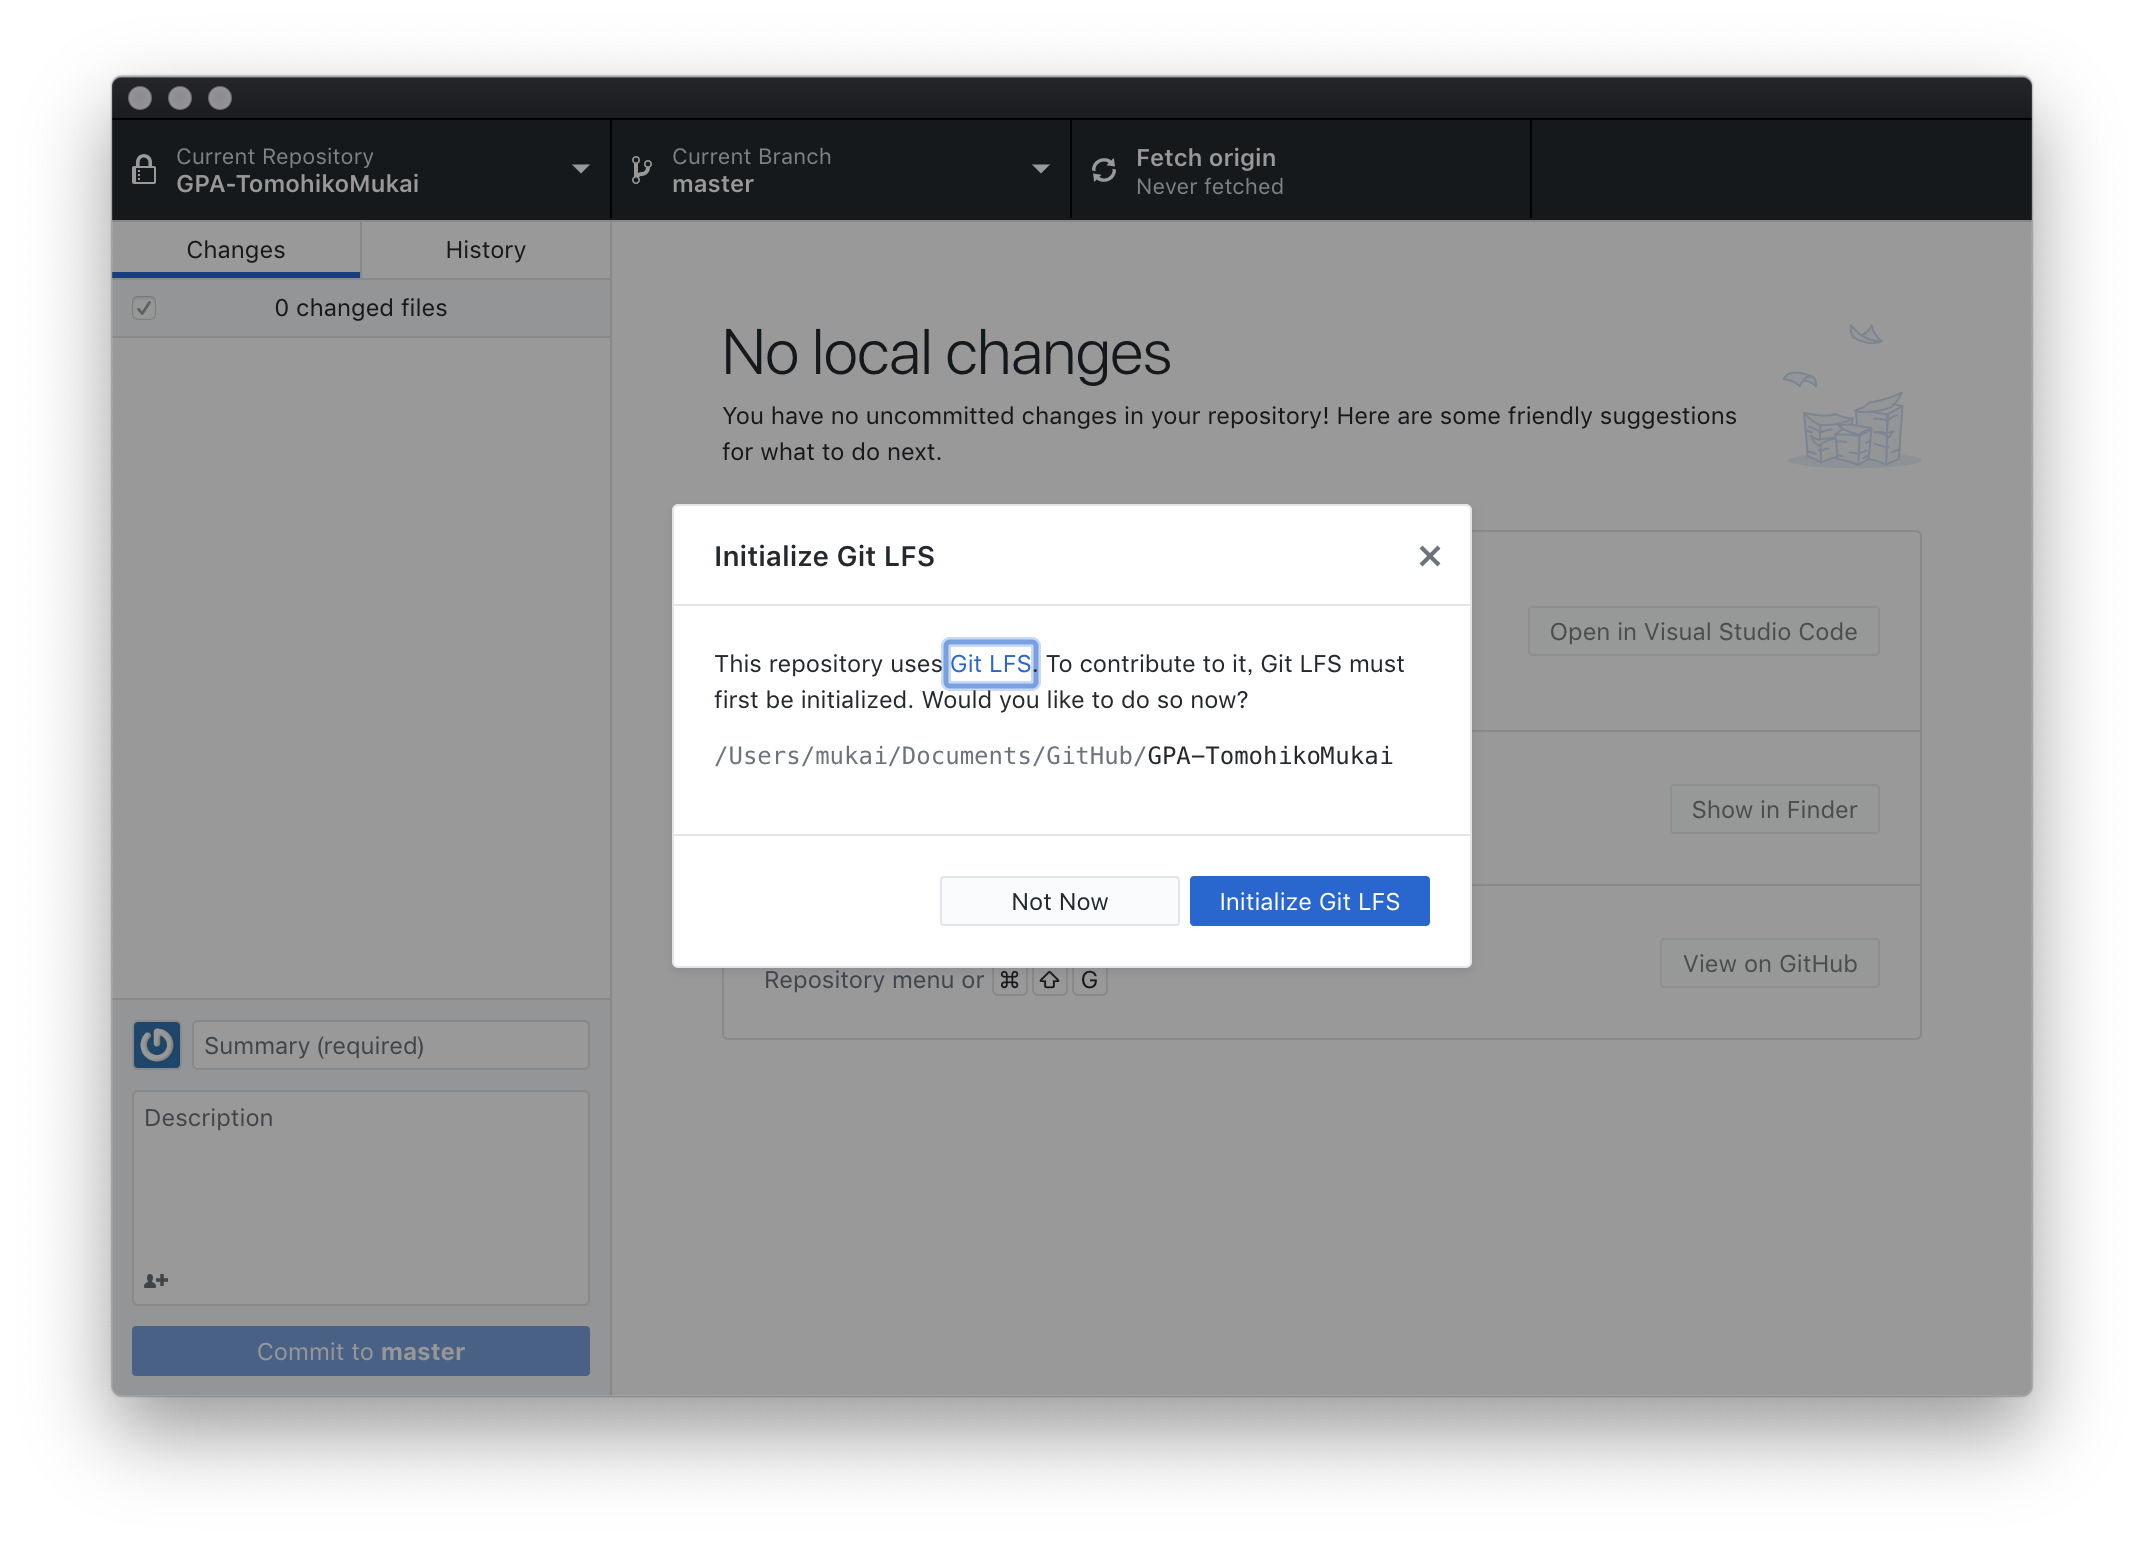 Current Repository
GPA-TomohikoMukai
Current Branch
master
Fetch origin
Never fetched
Changes
History
0 changed files
No local changes
You have no uncommitted changes in your repository! Here are some friendly suggestions
for what to do next.
Initialize Git LFS
This repository uses Git LFS. To contribute to it, Git LFS must
first be initialized. Would you like to do so now?
/Users/mukai/Documents/GitHub/GPA-TomohikoMukai
Not Now
Initialize Git LFS
Open in Visual Studio Code
Show in Finder
View on GitHub
Repository menu or ⌘ ⇧ G
Summary (required)
Description
Commit to master